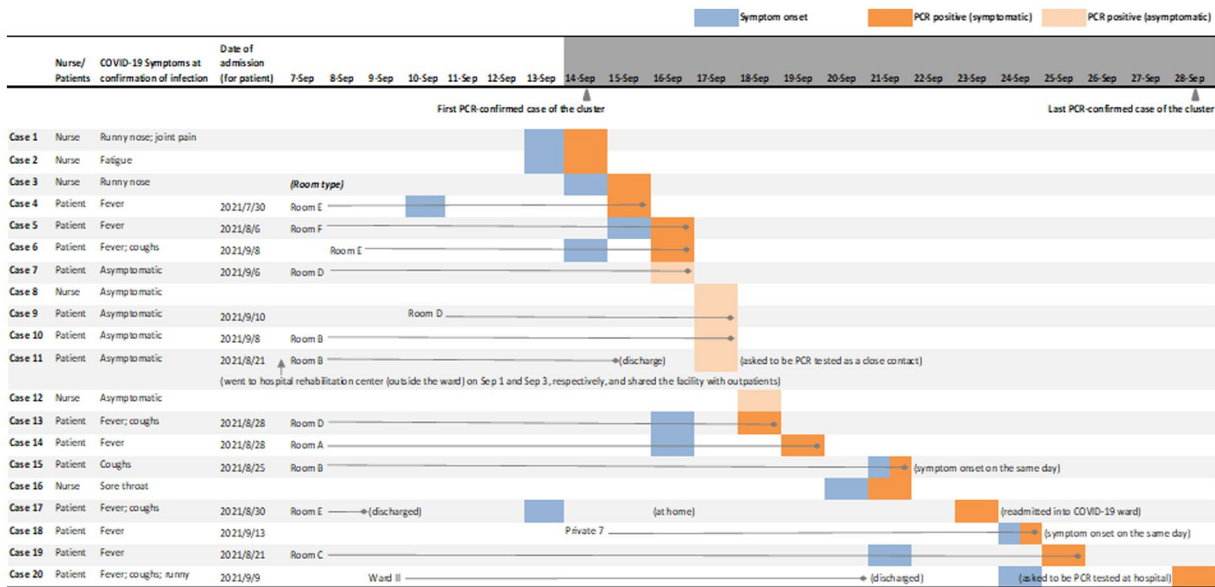 Symptom onset PCR positive (symptomatic) PCR positive (asymptomatic)
Nurse/ Patients COVID-19 Symptoms at confirmation of infection Date of admission (for patient) 7-Sep 8-Sep 9-Sep 10-Sep 11-Sep 12-Sep 13-Sep 14-Sep 15-Sep 16-Sep 17-Sep 18-Sep 19-Sep 20-Sep 21-Sep 22-Sep 23-Sep 24-Sep 25-Sep 26-Sep 27-Sep 28-Sep
First PCR-confirmed case of the cluster Last PCR-confirmed case of the cluster
Case 1 Nurse Runny nose; joint pain
Case 2 Nurse Fatigue
Case 3 Nurse Runny nose (Room type)
Case 4 Patient Fever 2021/7/30 Room E
Case 5 Patient Fever 2021/8/6 Room F
Case 6 Patient Fever; coughs 2021/9/8 Room E
Case 7 Patient Asymptomatic 2021/9/6 Room D
Case 8 Nurse Asymptomatic
Case 9 Patient Asymptomatic 2021/9/10 Room D
Case 10 Patient Asymptomatic 2021/9/8 Room B
Case 11 Patient Asymptomatic 2021/8/21 Room B (discharge) (asked to be PCR tested as a close contact)
(went to hospital rehabilitation center (outside the ward) on Sep 1 and Sep 3, respectively, and shared the facility with outpatients)
Case 12 Nurse Asymptomatic
Case 13 Patient Fever; coughs 2021/8/28 Room D
Case 14 Patient Fever 2021/8/28 Room A
Case 15 Patient Coughs 2021/8/25 Room B (symptom onset on the same day)
Case 16 Nurse Sore throat
Case 17 Patient Fever; coughs 2021/8/30 Room E (discharged) (at home) (readmitted into COVID-19 ward)
Case 18 Patient Fever 2021/9/13 Private 7 (symptom onset on the same day)
Case 19 Patient Fever 2021/8/21 Room C
Case 20 Patient Fever; coughs; runny 2021/9/9 Ward II (discharged) (asked to be PCR tested at hospital)